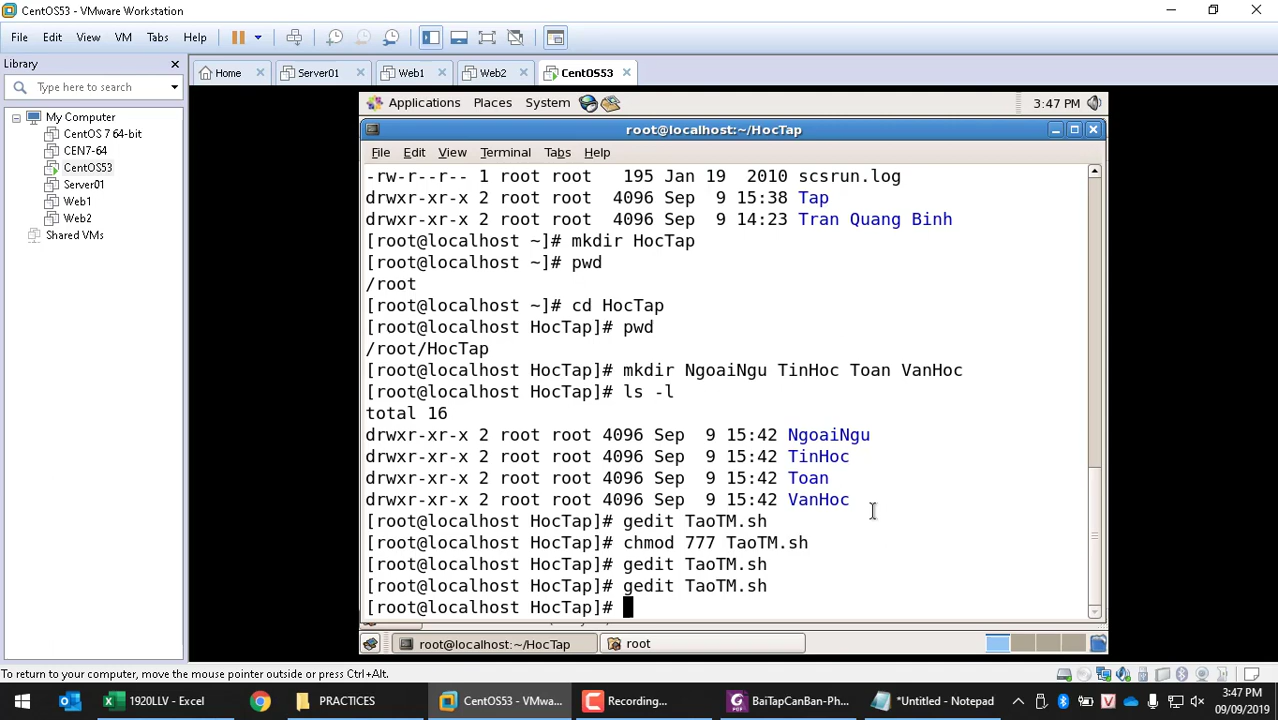 CentOS53 - VMware Workstation
File Edit View VM Tabs Help
Library
Type here to search
Home Server01 Web1 Web2 CentOS53
My Computer
CentOS 7 64-bit
CEN7-64
CentOS53
Server01
Web1
Web2
Shared VMs
Applications Places System 3:47 PM
root@localhost:~/HocTap
File Edit View Terminal Tabs Help
-rw-r--r-- 1 root root 195 Jan 19 2010 scsrun.log
drwxr-xr-x 2 root root 4096 Sep 9 15:38 Tap
drwxr-xr-x 2 root root 4096 Sep 9 14:23 Tran Quang Binh
[root@localhost ~]# mkdir HocTap
[root@localhost ~]# pwd
/root
[root@localhost ~]# cd HocTap
[root@localhost HocTap]# pwd
/root/HocTap
[root@localhost HocTap]# mkdir NgoaiNgu TinHoc Toan VanHoc
[root@localhost HocTap]# ls -l
total 16
drwxr-xr-x 2 root root 4096 Sep 9 15:42 NgoaiNgu
drwxr-xr-x 2 root root 4096 Sep 9 15:42 TinHoc
drwxr-xr-x 2 root root 4096 Sep 9 15:42 Toan
drwxr-xr-x 2 root root 4096 Sep 9 15:42 VanHoc
[root@localhost HocTap]# gedit TaoTM.sh
[root@localhost HocTap]# chmod 777 TaoTM.sh
[root@localhost HocTap]# gedit TaoTM.sh
[root@localhost HocTap]# gedit TaoTM.sh
[root@localhost HocTap]#
root@localhost:~/HocTap root
To return to your computer, move the mouse pointer outside or press Ctrl+Alt.
1920LLV - Excel PRACTICES CentOS53 - VMwa... Recording... BaiTapCanBan-Ph... *Untitled - Notepad V 3:47 PM
09/09/2019